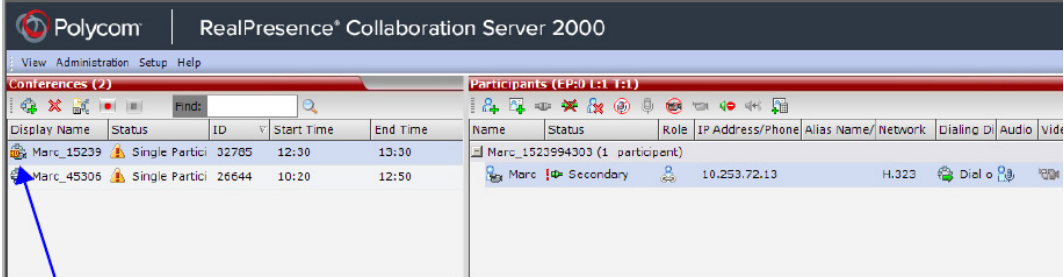 Polycom® RealPresence® Collaboration Server 2000
View Administration Setup Help
Conferences (2)
Find:
Display Name Status ID Start Time End Time
Marc_15239 Single Partici 32785 12:30 13:30
Marc_45306 Single Partici 26644 10:20 12:50
Participants (EP:0 L:1 T:1)
Name Status Role IP Address/Phone Alias Name/ Network Dialing Di Audio Vide
Marc_1523994303 (1 participant)
Marc Secondary 10.253.72.13 H.323 Dial o